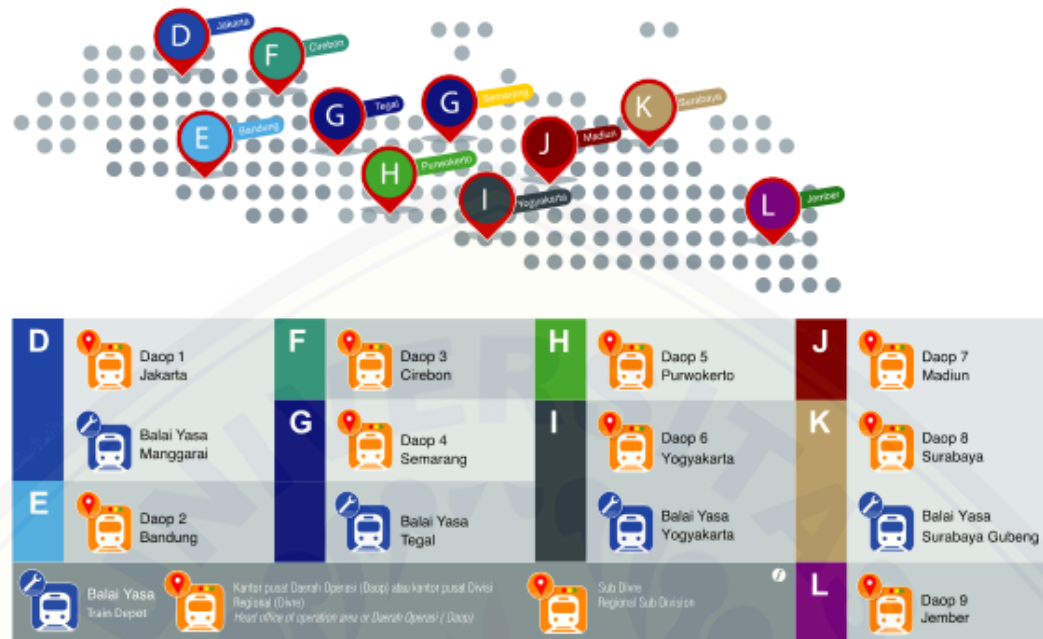 D
Jakarta
F
Cirebon
G
Tegal
G
Semarang
K
Surabaya
E
Bandung
H
Purwokerto
J
Madiun
I
Yogyakarta
L
Jember
D
Daop 1
Jakarta
Balai Yasa
Manggarai
E
Daop 2
Bandung
F
Daop 3
Cirebon
G
Daop 4
Semarang
Balai Yasa
Tegal
H
Daop 5
Purwokerto
I
Daop 6
Yogyakarta
Balai Yasa
Yogyakarta
J
Daop 7
Madiun
K
Daop 8
Surabaya
Balai Yasa
Surabaya Gubeng
L
Daop 9
Jember
Balai Yasa
Train Depot
Kantor pusat Daerah Operasi (Daop) atau kantor pusat Divisi
Regional (Divre)
Head office of operation area or Daerah Operasi ( Daop)
Sub Divre
Regional Sub Division
UNIVERSITA